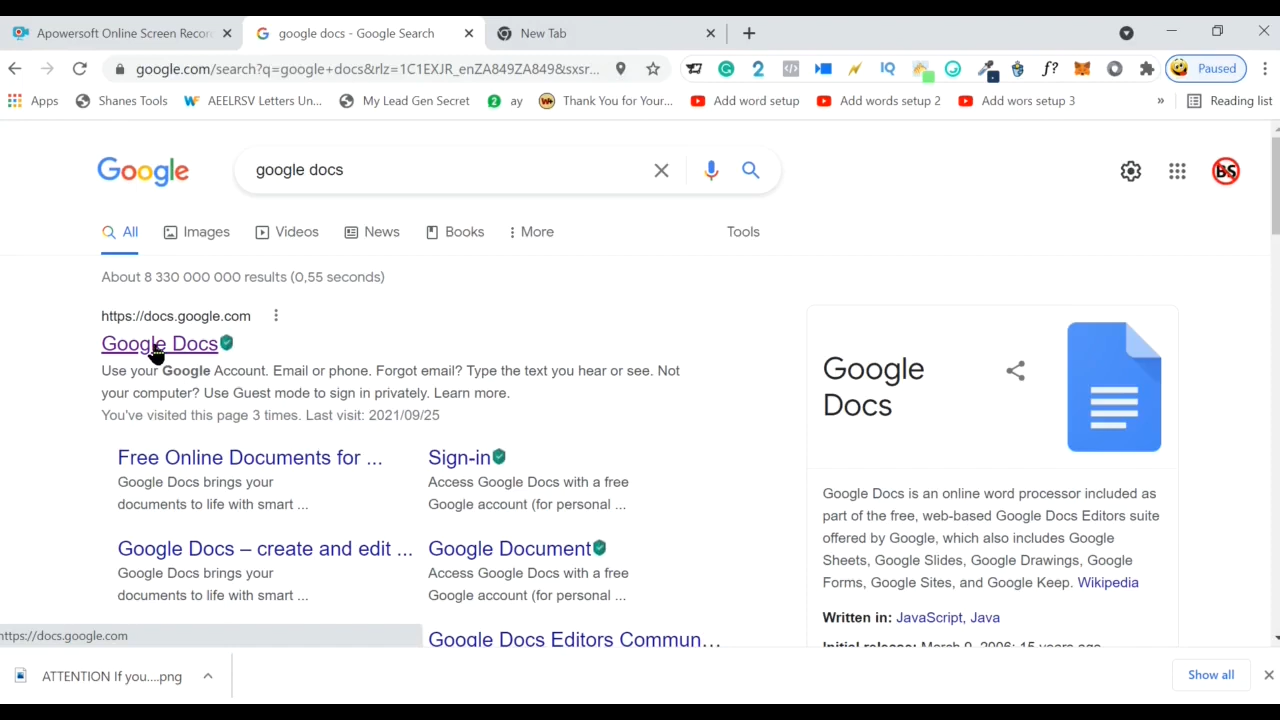 Apowersoft Online Screen Recor
google docs - Google Search
New Tab
google.com/search?q=google+docs&rlz=1C1EXJR_enZA849ZA849&sxsr...
Paused
Apps
Shanes Tools
AEELRSV Letters Un...
My Lead Gen Secret
ay
Thank You for Your...
Add word setup
Add words setup 2
Add wors setup 3
»
Reading list
Google
google docs
BS
All
Images
Videos
News
Books
More
Tools
About 8 330 000 000 results (0,55 seconds)
https://docs.google.com
Google Docs
Use your Google Account. Email or phone. Forgot email? Type the text you hear or see. Not
your computer? Use Guest mode to sign in privately. Learn more.
You've visited this page 3 times. Last visit: 2021/09/25
Free Online Documents for ...
Google Docs brings your
documents to life with smart ...
Sign-in
Access Google Docs with a free
Google account (for personal ...
Google Docs – create and edit ...
Google Docs brings your
documents to life with smart ...
Google Document
Access Google Docs with a free
Google account (for personal ...
Google Docs Editors Commun...
Google
Docs
Google Docs is an online word processor included as
part of the free, web-based Google Docs Editors suite
offered by Google, which also includes Google
Sheets, Google Slides, Google Drawings, Google
Forms, Google Sites, and Google Keep. Wikipedia
Written in: JavaScript, Java
Initial release: March 9, 2006; 15 years ago
https://docs.google.com
ATTENTION If you....png
Show all